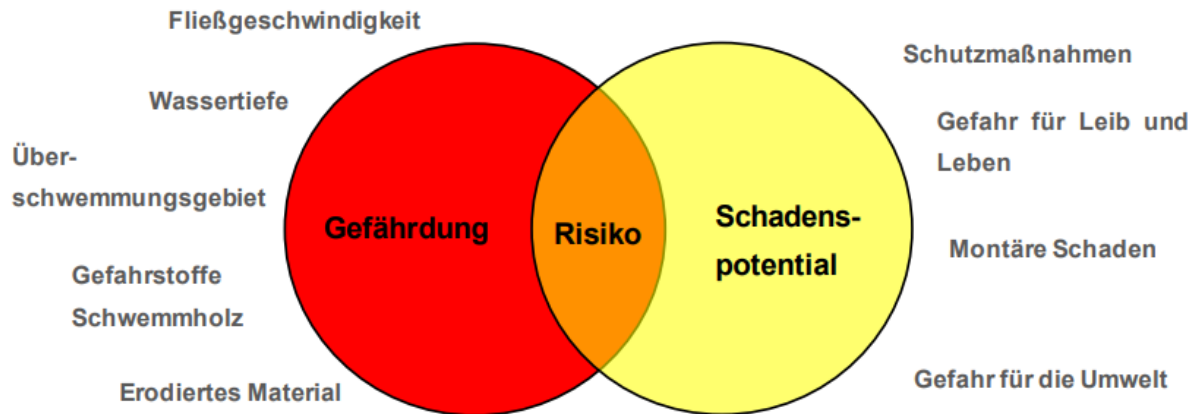 Fließgeschwindigkeit
Wassertiefe
Über-
schwemmungsgebiet
Gefahrstoffe
Schwemmholz
Erodiertes Material
Gefährdung
Risiko
Schadens-
potential
Schutzmaßnahmen
Gefahr für Leib und
Leben
Montäre Schaden
Gefahr für die Umwelt